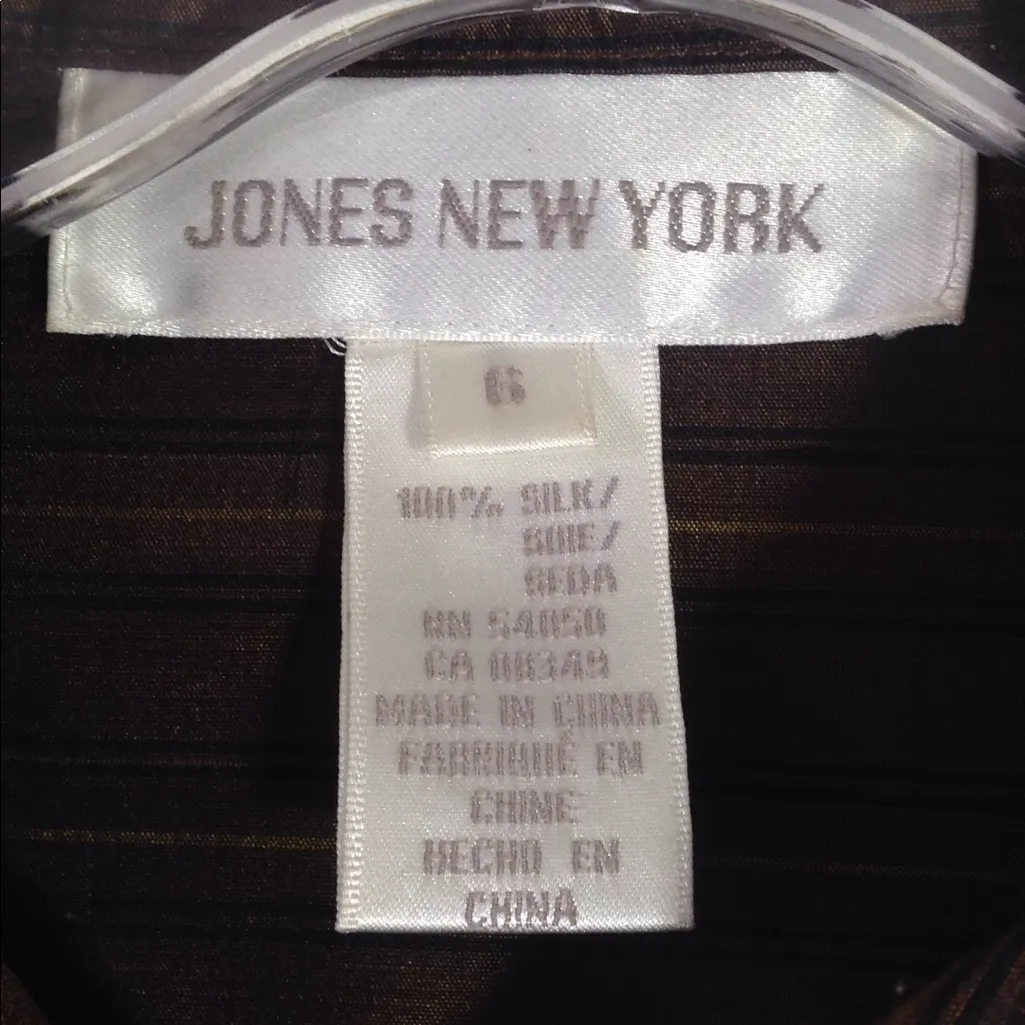 JONES NEW YORK
6
100% SILK/
SOIE/
SEDA
RN 54050
CA 08349
MADE IN CHINA
FABRIQUÉ EN
CHINE
HECHO EN
CHINA